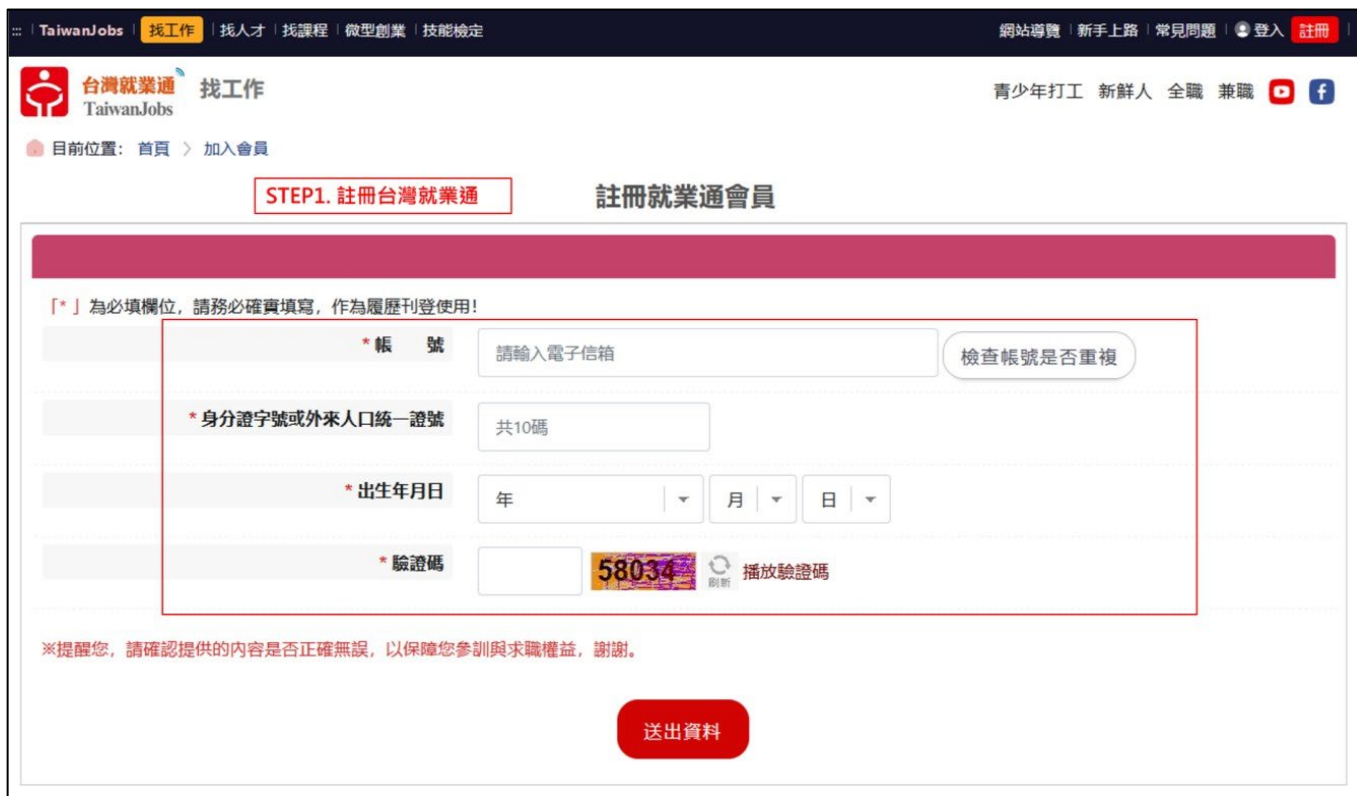 ::: TaiwanJobs 找工作 找人才 找課程 微型創業 技能檢定 網站導覽 新手上路 常見問題 登入 註冊
台灣就業通 找工作 青少年打工 新鮮人 全職 兼職
TaiwanJobs
目前位置: 首頁 > 加入會員
STEP1. 註冊台灣就業通 註冊就業通會員
「*」為必填欄位，請務必確實填寫，作為履歷刊登使用!
*帳 號 請輸入電子信箱 檢查帳號是否重複
*身分證字號或外來人口統一證號 共10碼
*出生年月日 年 月 日
*驗證碼 58034 刷新 播放驗證碼
※提醒您，請確認提供的內容是否正確無誤，以保障您參訓與求職權益，謝謝。
送出資料